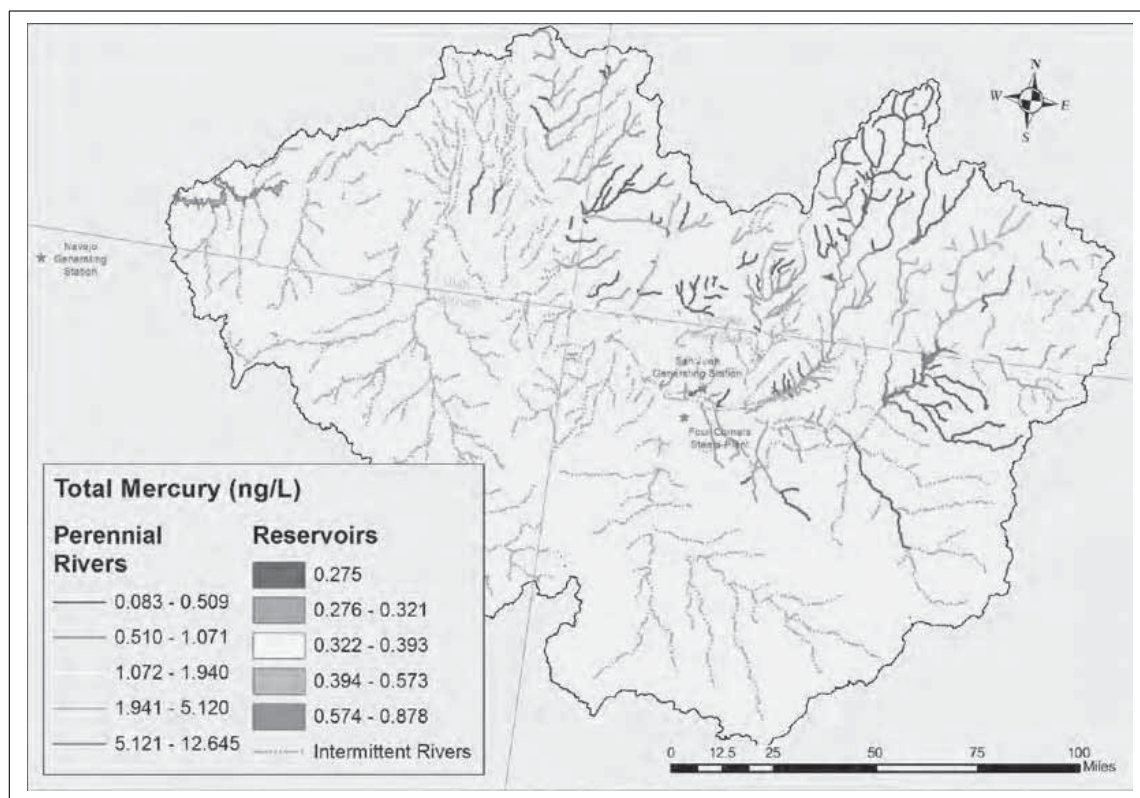 N
W
E
S
Navajo
Generating
Station
San Juan
Generating Station
Four Corners
Steam Plant
Total Mercury (ng/L)
Perennial
Rivers
0.083 - 0.509
0.510 - 1.071
1.072 - 1.940
1.941 - 5.120
5.121 - 12.645
Reservoirs
0.275
0.276 - 0.321
0.322 - 0.393
0.394 - 0.573
0.574 - 0.878
Intermittent Rivers
0 12.5 25 50 75 100
Miles